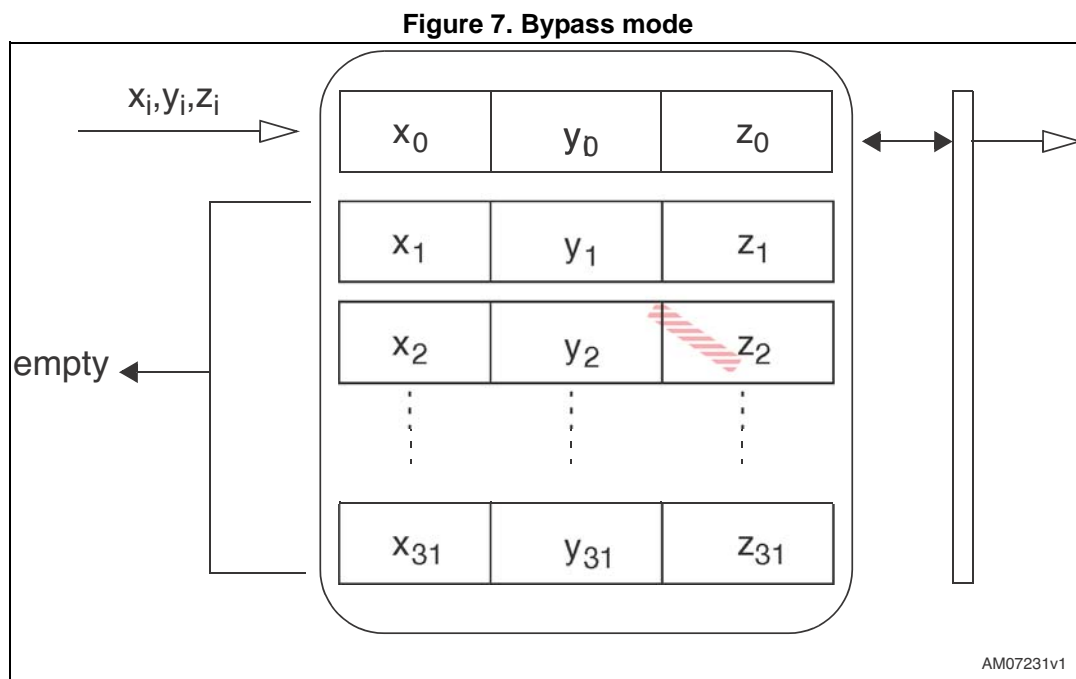 Figure 7. Bypass mode
xi,yi,zi
x0 y0 z0
x1 y1 z1
x2 y2 z2
empty
x31 y31 z31
AM07231v1